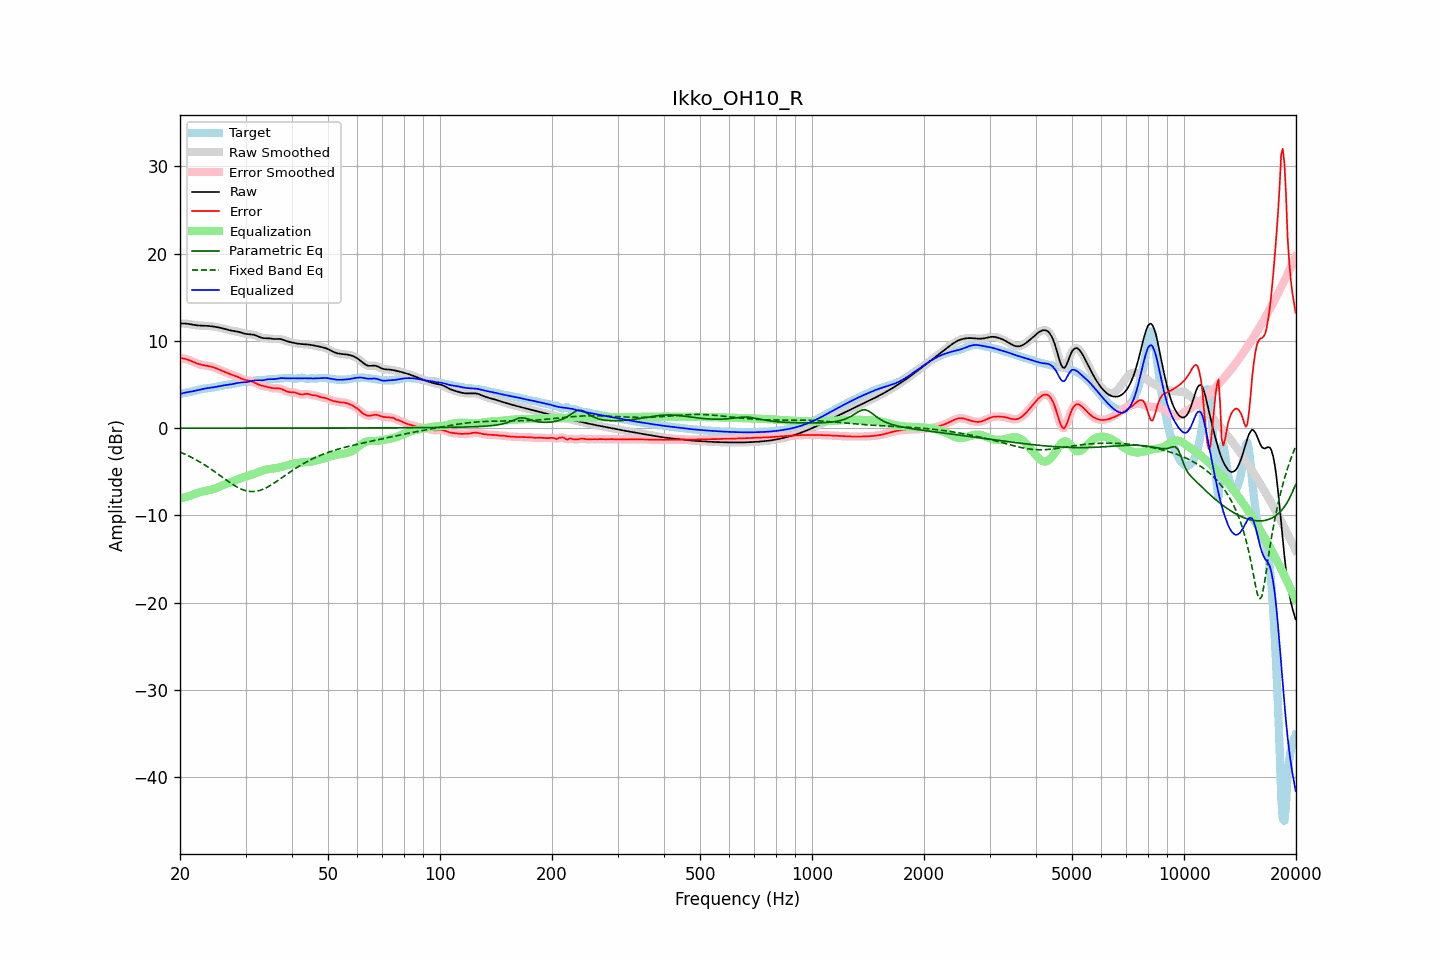 Ikko_OH10_R
Target
Raw Smoothed
Error Smoothed
Raw
Error
Equalization
Parametric Eq
Fixed Band Eq
Equalized
30
20
10
0
−10
−20
−30
−40
Amplitude (dBr)
20 50 100 200 500 1000 2000 5000 10000 20000
Frequency (Hz)